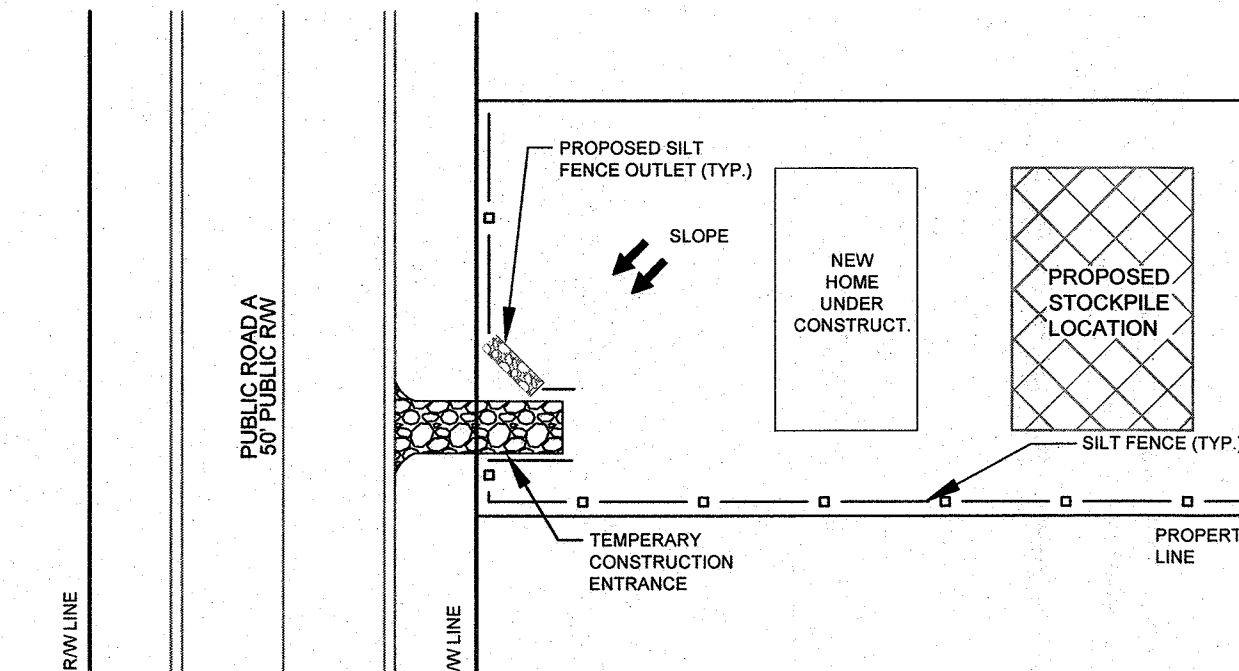 PROPOSED SILT
FENCE OUTLET (TYP.)
SLOPE
NEW
HOME
UNDER
CONSTRUCT.
PROPOSED
STOCKPILE
LOCATION
PUBLIC ROAD A
50' PUBLIC R/W
SILT FENCE (TYP.)
TEMPERARY
CONSTRUCTION
ENTRANCE
PROPERT
LINE
R/W LINE
/W LINE